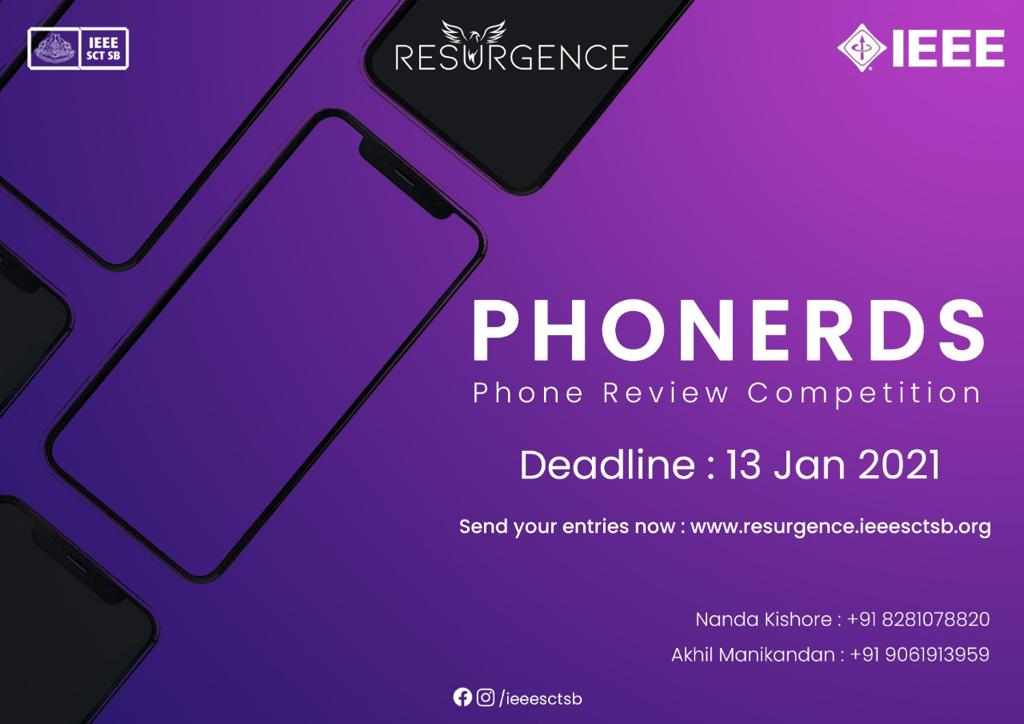 IEEE
SCT SB
RESURGENCE
IEEE
PHONERDS
Phone Review Competition
Deadline : 13 Jan 2021
Send your entries now : www.resurgence.ieeesctsb.org
Nanda Kishore : +91 8281078820
Akhil Manikandan : +91 9061913959
/ieeesctsb